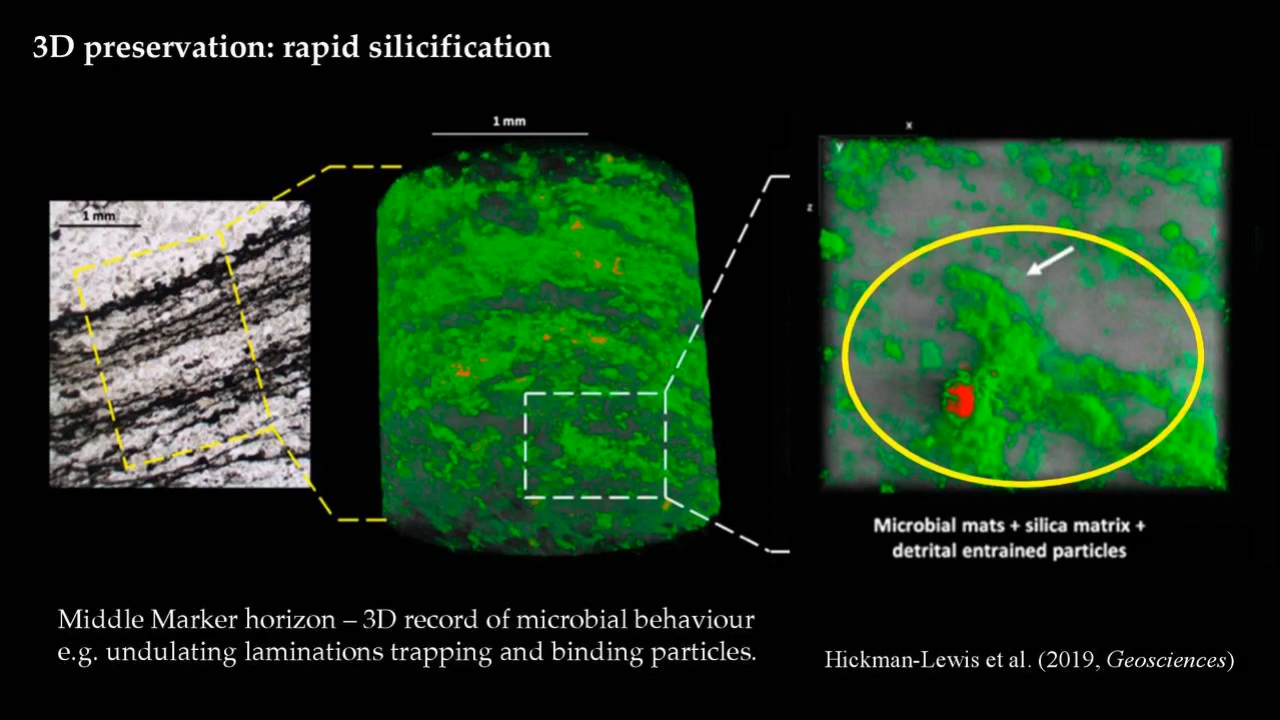 3D preservation: rapid silicification
1 mm
1 mm
x
y
z
Microbial mats + silica matrix +
detrital entrained particles
Middle Marker horizon – 3D record of microbial behaviour
e.g. undulating laminations trapping and binding particles.
Hickman-Lewis et al. (2019, Geosciences)